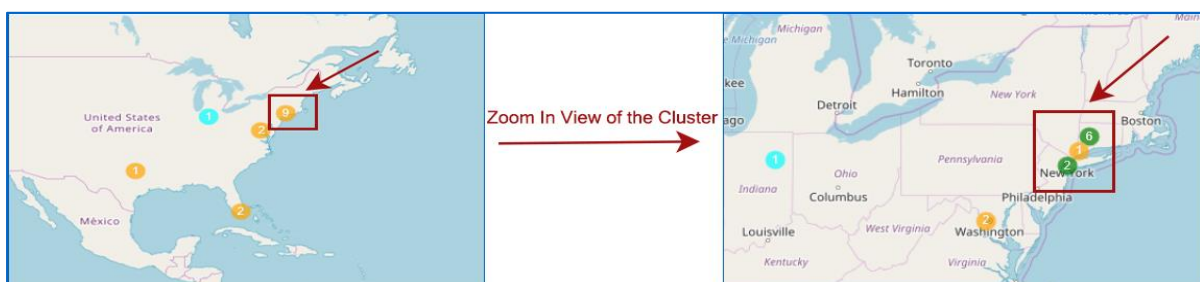 United States
of America
México
1
9
2
1
2
Zoom In View of the Cluster
Michigan
Michigan
Main
Toronto
Hamilton
New York
Detroit
Boston
kee
ago
1
6
1
2
New York
Pennsylvania
Ohio
Indiana
Columbus
Philadelphia
2
Washington
West Virginia
Louisville
Kentucky
Virginia